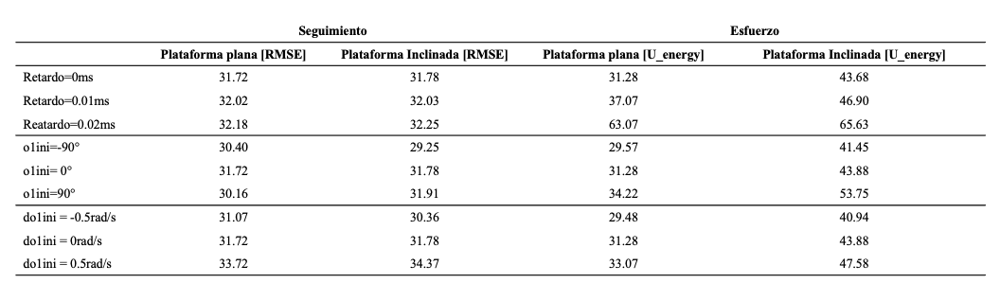 Seguimiento Esfuerzo
Plataforma plana [RMSE] Plataforma Inclinada [RMSE] Plataforma plana [U_energy] Plataforma Inclinada [U_energy]
Retardo=0ms 31.72 31.78 31.28 43.68
Retardo=0.01ms 32.02 32.03 37.07 46.90
Reatardo=0.02ms 32.18 32.25 63.07 65.63
o1ini=-90° 30.40 29.25 29.57 41.45
o1ini= 0° 31.72 31.78 31.28 43.88
o1ini=90° 30.16 31.91 34.22 53.75
do1ini = -0.5rad/s 31.07 30.36 29.48 40.94
do1ini = 0rad/s 31.72 31.78 31.28 43.88
do1ini = 0.5rad/s 33.72 34.37 33.07 47.58